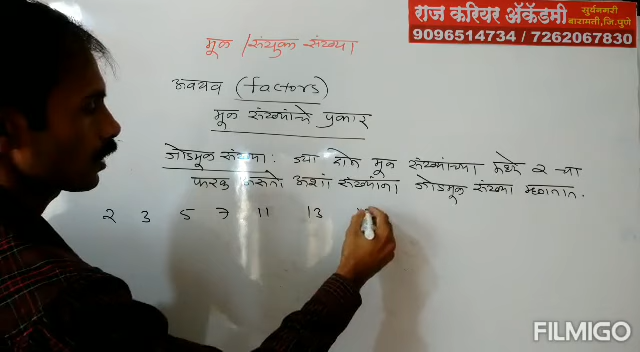 राज करियर ॲकॅडमी सुर्यनगरी
बारामती,जि.पुणे
9096514734 / 7262067830
मूळ / संयुक्त संख्या
अवयव (factors)
मूळ संख्यांचे प्रकार
जोडमूळ संख्या : ज्या दोन मूळ संख्यांच्या मध्ये २ चा
फरक असतो अशा संख्यांना जोडमूळ संख्या म्हणतात.
2 3 5 7 11 13
FILMIGO